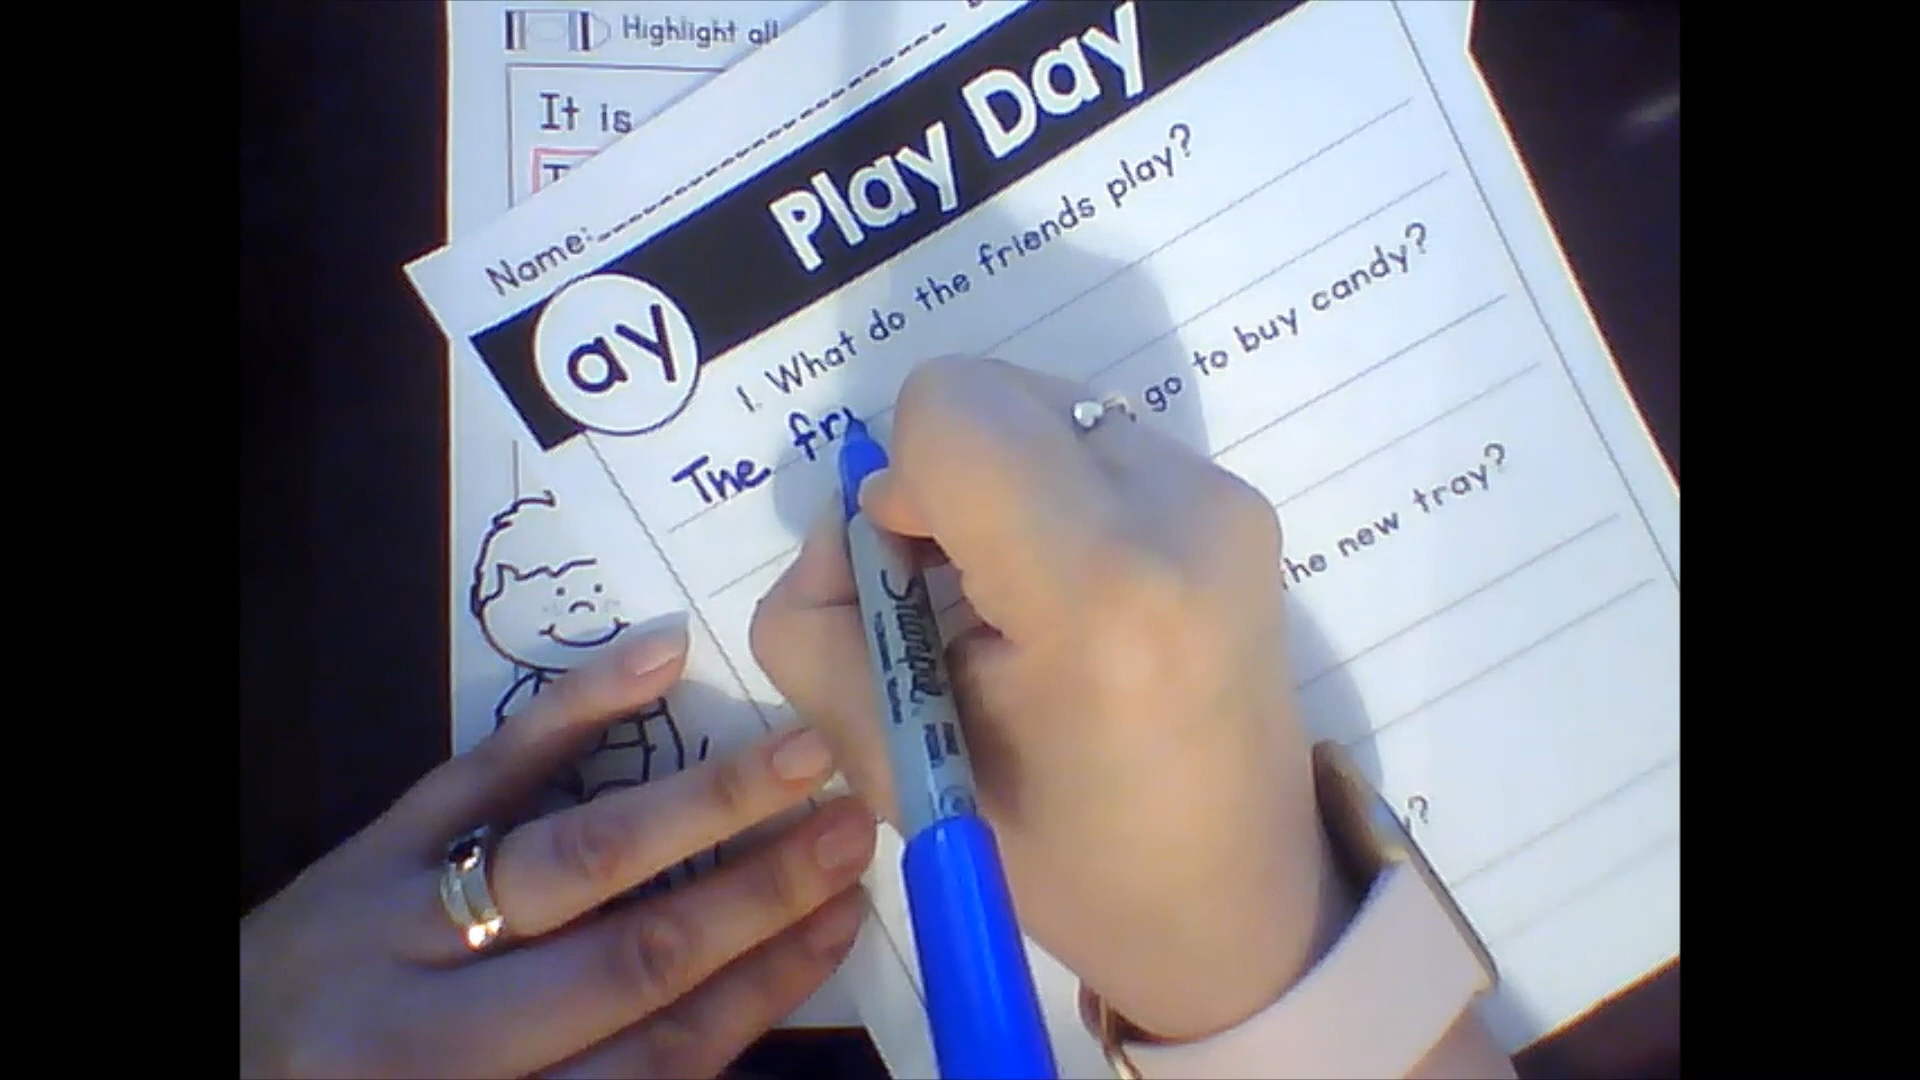 Highlight all
It is
Name:
Play Day
ay
1. What do the friends play?
The fri
go to buy candy?
the new tray?
y?
Sharpie